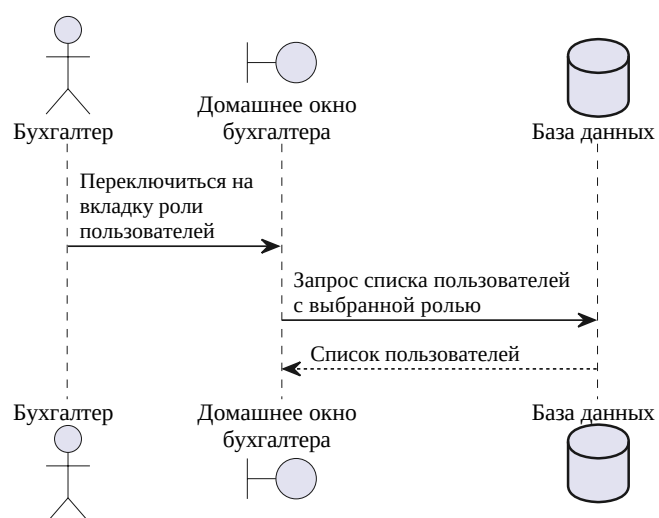 Бухгалтер
Домашнее окно
бухгалтера
База данных
Переключиться на
вкладку роли
пользователей
Запрос списка пользователей
с выбранной ролью
Список пользователей
Бухгалтер
Домашнее окно
бухгалтера
База данных